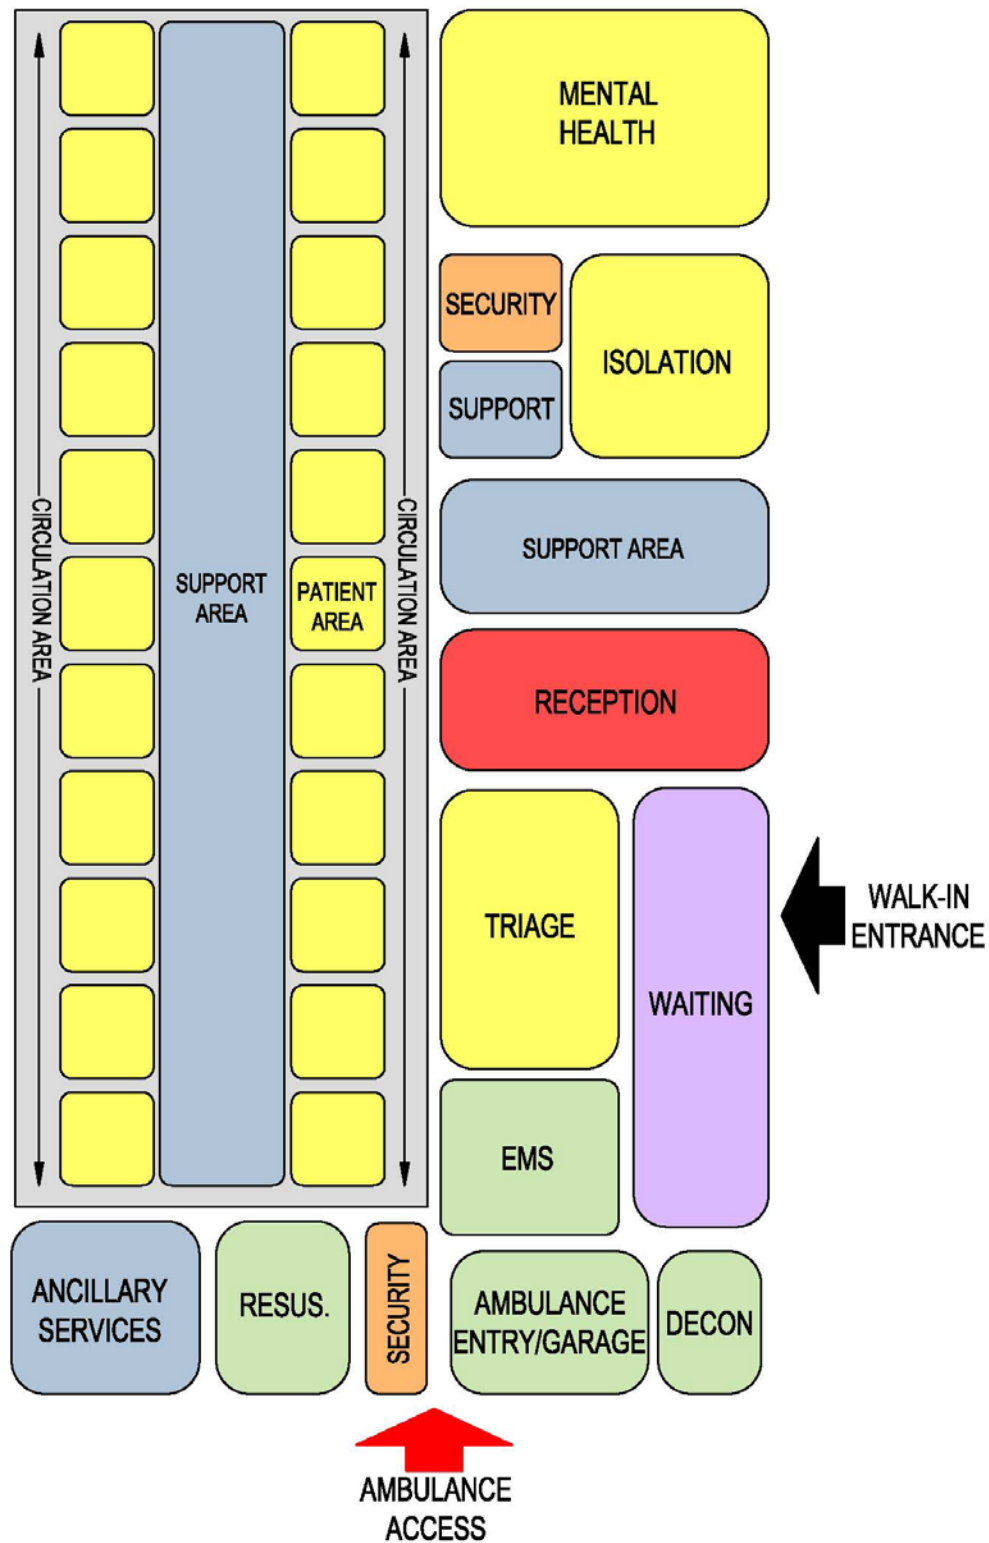 MENTAL
HEALTH
SECURITY
ISOLATION
SUPPORT
CIRCULATION AREA
SUPPORT
AREA
PATIENT
AREA
CIRCULATION AREA
SUPPORT AREA
RECEPTION
TRIAGE
WAITING
WALK-IN
ENTRANCE
EMS
ANCILLARY
SERVICES
RESUS.
SECURITY
AMBULANCE
ENTRY/GARAGE
DECON
AMBULANCE
ACCESS